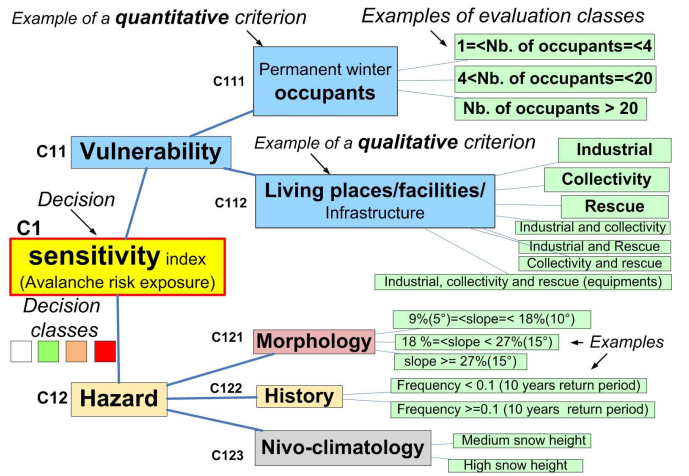 Example of a quantitative criterion
Examples of evaluation classes
C111
Permanent winter
occupants
1=<Nb. of occupants=<4
4<Nb. of occupants=<20
Nb. of occupants > 20
C11
Vulnerability
Example of a qualitative criterion
C112
Living places/facilities/
Infrastructure
Industrial
Collectivity
Rescue
Industrial and collectivity
Industrial and Rescue
Collectivity and rescue
Industrial, collectivity and rescue (equipments)
Decision
C1
sensitivity index
(Avalanche risk exposure)
Decision
classes
C121
Morphology
9%(5°)=<slope=< 18%(10°)
18 %=<slope < 27%(15°)
slope >= 27%(15°)
Examples
C12
Hazard
C122
History
Frequency < 0.1 (10 years return period)
Frequency >=0.1 (10 years return period)
C123
Nivo-climatology
Medium snow height
High snow height